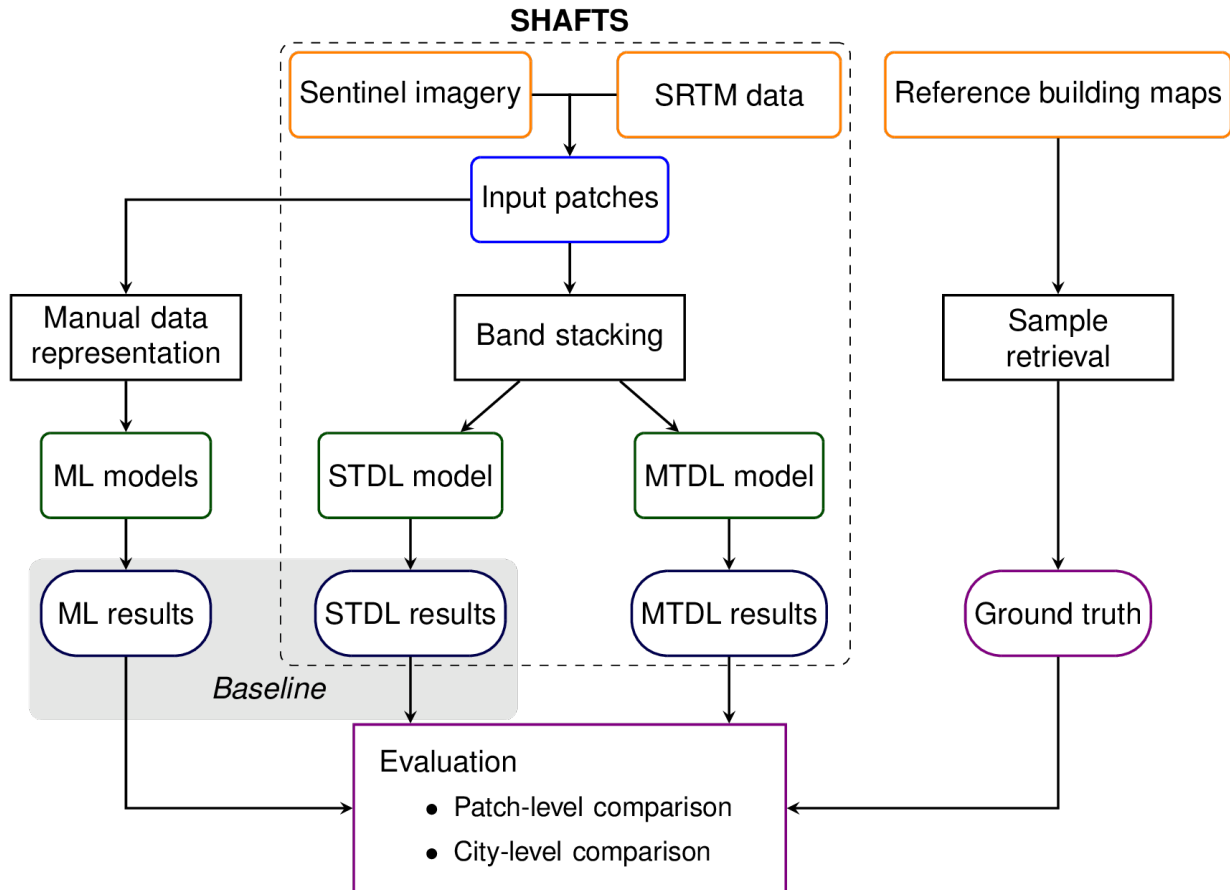 SHAFTS
Sentinel imagery
SRTM data
Reference building maps
Input patches
Manual data
representation
Band stacking
Sample
retrieval
ML models
STDL model
MTDL model
ML results
STDL results
MTDL results
Ground truth
Baseline
Evaluation
• Patch-level comparison
• City-level comparison